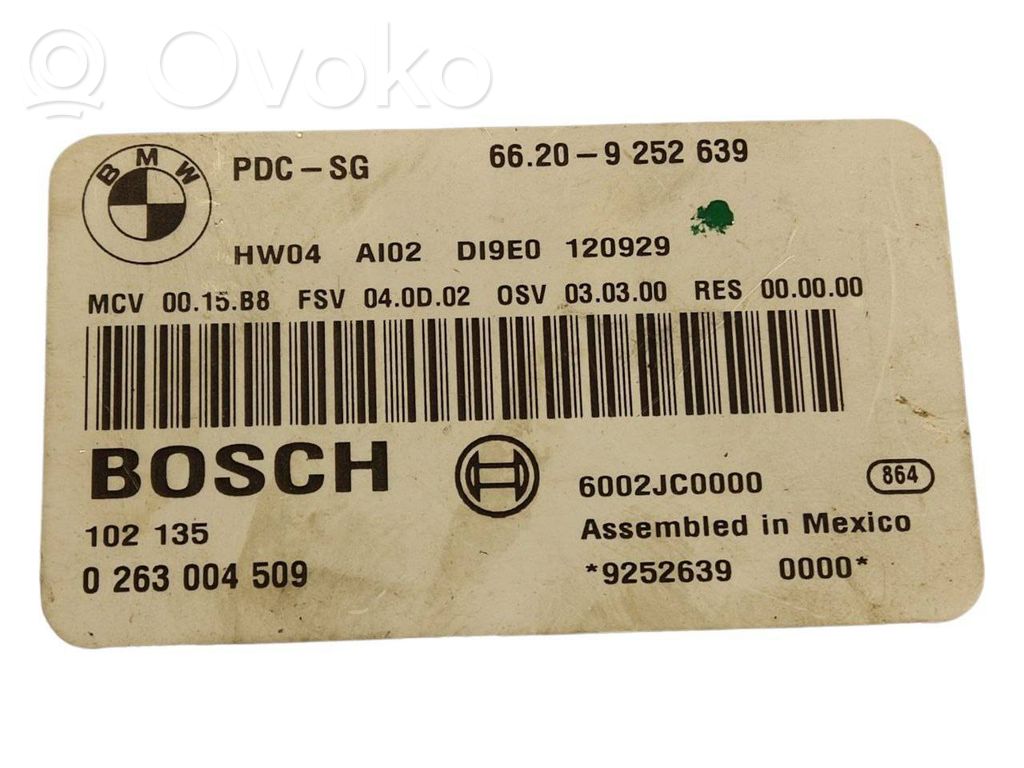 Ovoko
BMW
PDC-SG 66.20-9 252 639
HW04 AI02 DI9E0 120929
MCV 00.15.B8 FSV 04.0D.02 OSV 03.03.00 RES 00.00.00
BOSCH
6002JC0000 864
102 135 Assembled in Mexico
0 263 004 509 *9252639 0000*